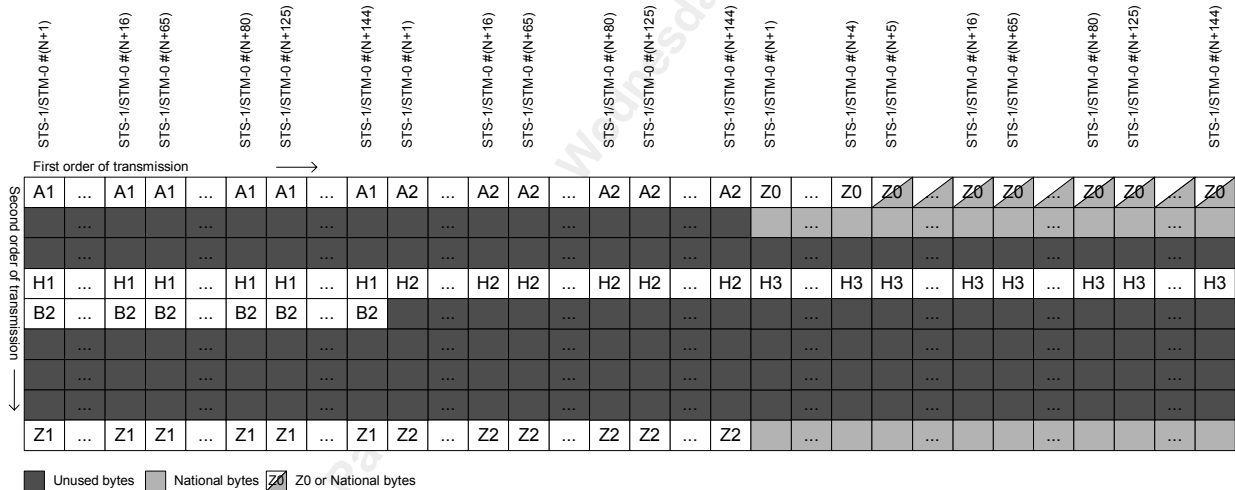 STS-1/STM-0 #(N+1)
STS-1/STM-0 #(N+16)
STS-1/STM-0 #(N+65)
STS-1/STM-0 #(N+80)
STS-1/STM-0 #(N+125)
STS-1/STM-0 #(N+144)
STS-1/STM-0 #(N+1)
STS-1/STM-0 #(N+16)
STS-1/STM-0 #(N+65)
STS-1/STM-0 #(N+80)
STS-1/STM-0 #(N+125)
STS-1/STM-0 #(N+144)
STS-1/STM-0 #(N+1)
STS-1/STM-0 #(N+4)
STS-1/STM-0 #(N+5)
STS-1/STM-0 #(N+16)
STS-1/STM-0 #(N+65)
STS-1/STM-0 #(N+80)
STS-1/STM-0 #(N+125)
STS-1/STM-0 #(N+144)
First order of transmission
Second order of transmission
A1 ... A1 A1 ... A1 A1 ... A1 A2 ... A2 A2 ... A2 A2 ... A2 Z0 ... Z0 Z0 ... Z0 Z0 ... Z0 Z0 ... Z0
... ... ... ... ... ... ... ... ... ...
... ... ... ... ... ... ... ... ... ...
H1 ... H1 H1 ... H1 H1 ... H1 H2 ... H2 H2 ... H2 H2 ... H2 H3 ... H3 H3 ... H3 H3 ... H3 H3 ... H3
B2 ... B2 B2 ... B2 B2 ... B2 ... ... ... ... ... ... ...
... ... ... ... ... ... ... ... ... ...
... ... ... ... ... ... ... ... ... ...
... ... ... ... ... ... ... ... ... ...
Z1 ... Z1 Z1 ... Z1 Z1 ... Z1 Z2 ... Z2 Z2 ... Z2 Z2 ... Z2 ... ... ... ...
Unused bytes National bytes Z0 Z0 or National bytes
Wednesda
Pa